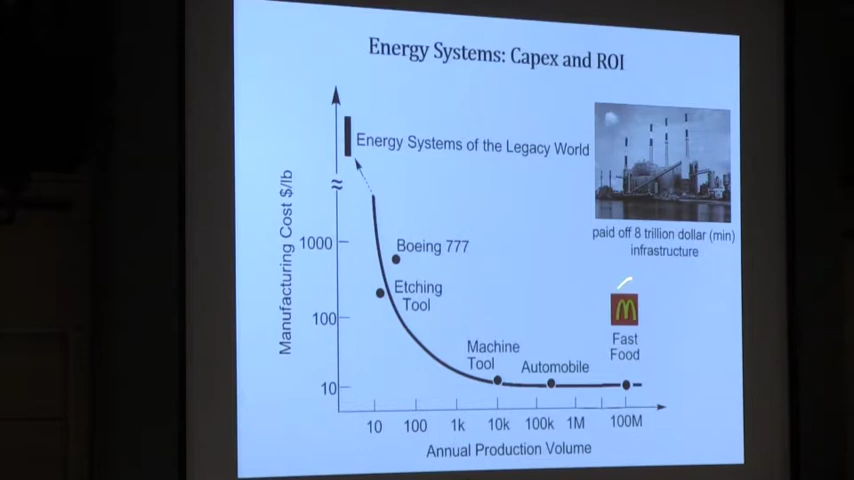 Energy Systems: Capex and ROI
Energy Systems of the Legacy World
paid off 8 trillion dollar (min)
infrastructure
Manufacturing Cost $/lb
1000
100
10
Boeing 777
Etching
Tool
Machine
Tool
Automobile
Fast
Food
10 100 1k 10k 100k 1M 100M
Annual Production Volume